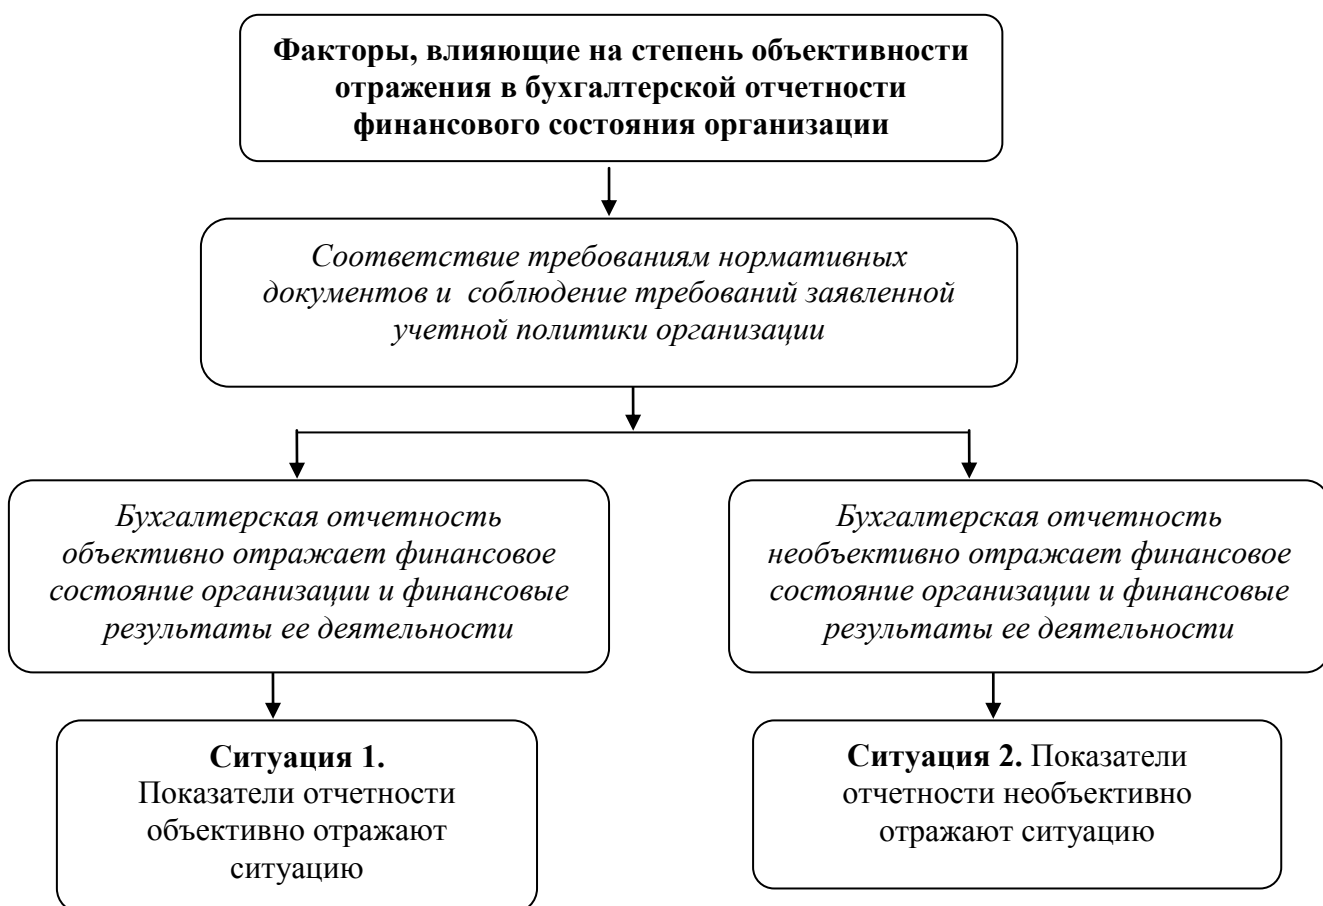 Факторы, влияющие на степень объективности
отражения в бухгалтерской отчетности
финансового состояния организации
Соответствие требованиям нормативных
документов и соблюдение требований заявленной
учетной политики организации
Бухгалтерская отчетность
объективно отражает финансовое
состояние организации и финансовые
результаты ее деятельности
Бухгалтерская отчетность
необъективно отражает финансовое
состояние организации и финансовые
результаты ее деятельности
Ситуация 1.
Показатели отчетности
объективно отражают
ситуацию
Ситуация 2. Показатели
отчетности необъективно
отражают ситуацию